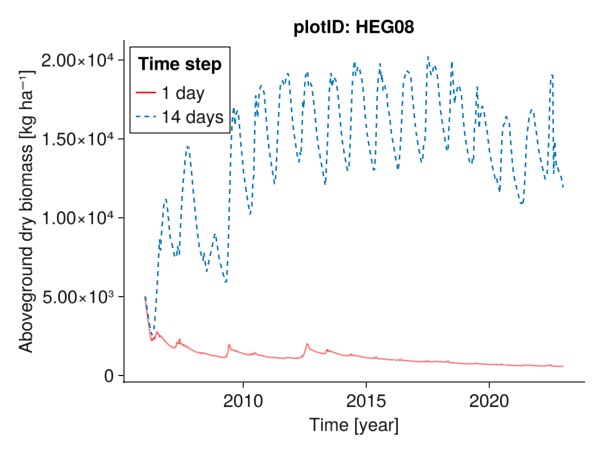 plotID: HEG08
Aboveground dry biomass [kg ha⁻¹]
2.00×10⁴
1.50×10⁴
1.00×10⁴
5.00×10³
0
Time step
1 day
14 days
2010 2015 2020
Time [year]